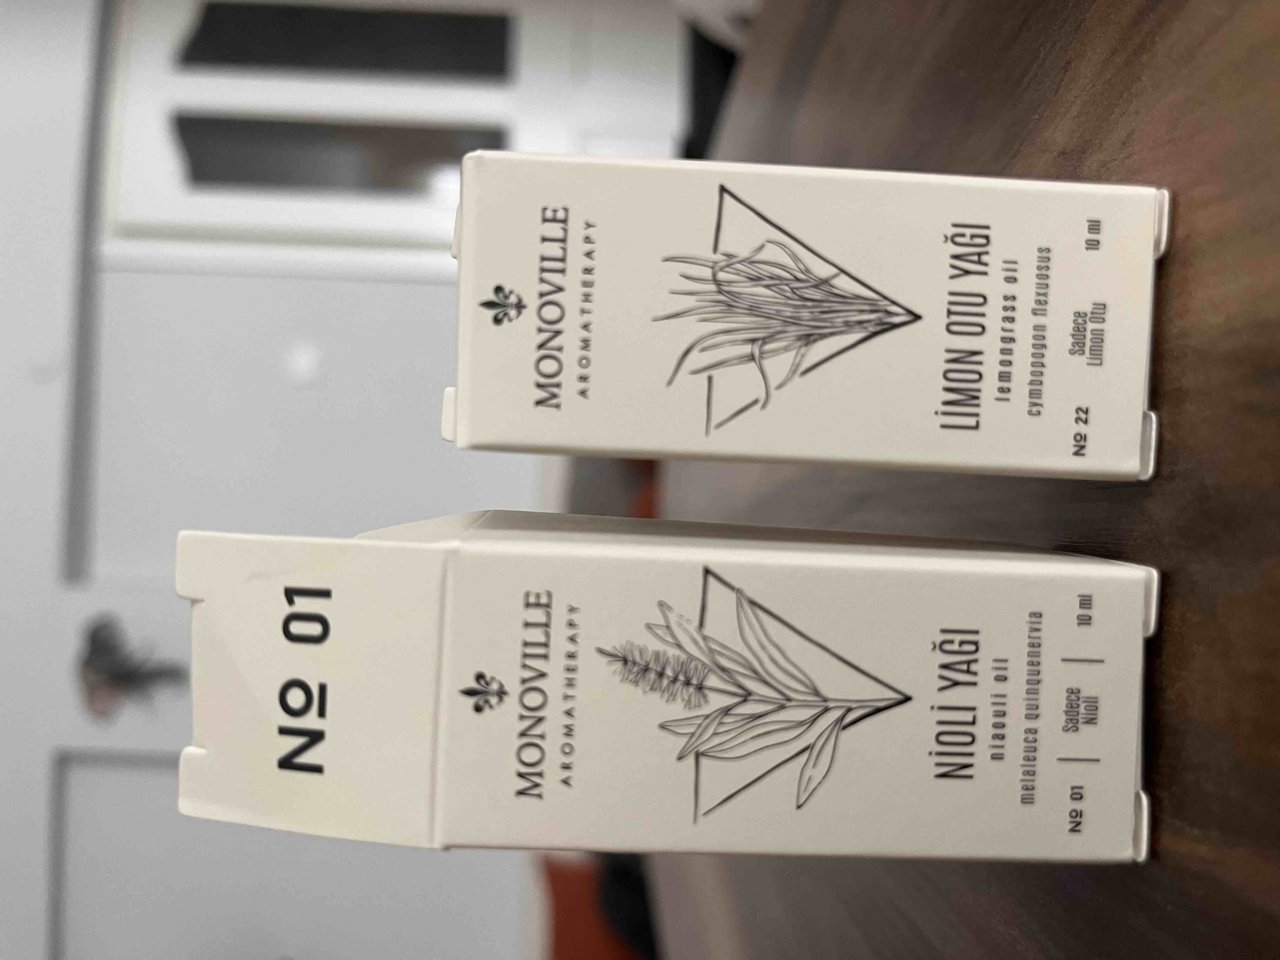 Nº 01
MONOVILLE
AROMATHERAPY
NİOLİ YAĞI
niaouli oil
melaleuca quinquenervia
Nº 01
Sadece
Nioli
10 ml
MONOVILLE
AROMATHERAPY
LİMON OTU YAĞI
lemongrass oil
cymbopogon flexuosus
Nº 22
Sadece
Limon Otu
10 ml